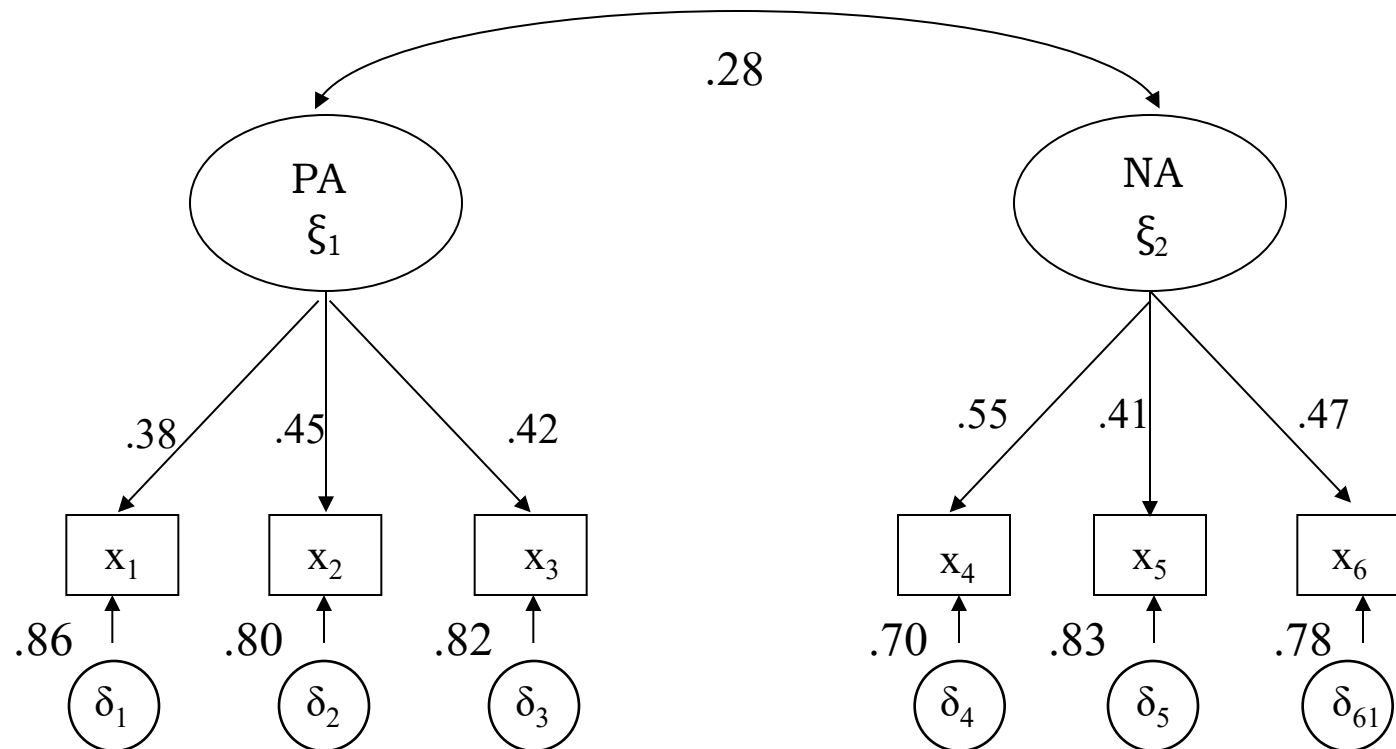 .28
PA
ξ₁
NA
ξ₂
.38 .45 .42 .55 .41 .47
x₁ x₂ x₃ x₄ x₅ x₆
.86 .80 .82 .70 .83 .78
δ₁ δ₂ δ₃ δ₄ δ₅ δ₆₁